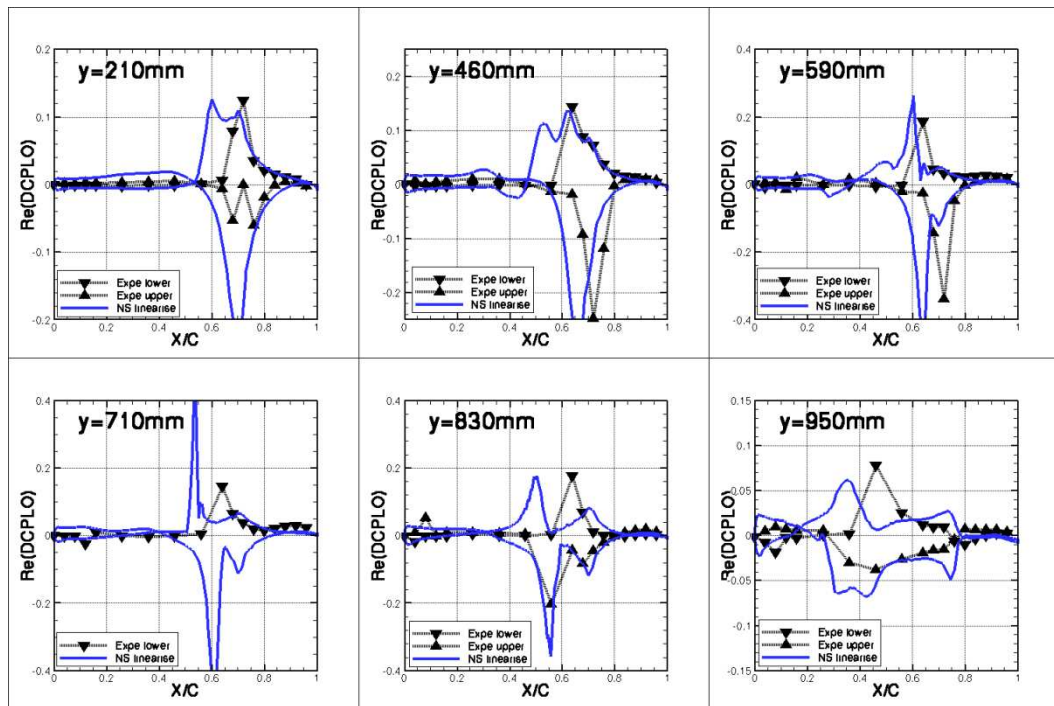 0.2
y=210mm
0.1
Re(DCPLO)
0
-0.1
Expe lower
Expe upper
NS linearise
-0.2
0 0.2 0.4 0.6 0.8 1
X/C
y=460mm
0.2
0.1
Re(DCPLO)
0
-0.1
-0.2
Expe lower
Expe upper
NS linearise
0 0.2 0.4 0.6 0.8 1
X/C
0.4
y=590mm
0.2
Re(DCPLO)
0
-0.2
Expe lower
Expe upper
NS linearise
-0.4
0 0.2 0.4 0.6 0.8 1
X/C
0.4
y=710mm
0.2
Re(DCPLO)
0
-0.2
Expe lower
NS linearise
-0.4
0 0.2 0.4 0.6 0.8 1
X/C
0.4
y=830mm
0.2
Re(DCPLO)
0
-0.2
Expe lower
Expe upper
NS linearise
-0.4
0 0.2 0.4 0.6 0.8 1
X/C
0.15
y=950mm
0.1
0.05
Re(DCPLO)
0
-0.05
-0.1
Expe lower
Expe upper
NS linearise
-0.15
0 0.2 0.4 0.6 0.8 1
X/C